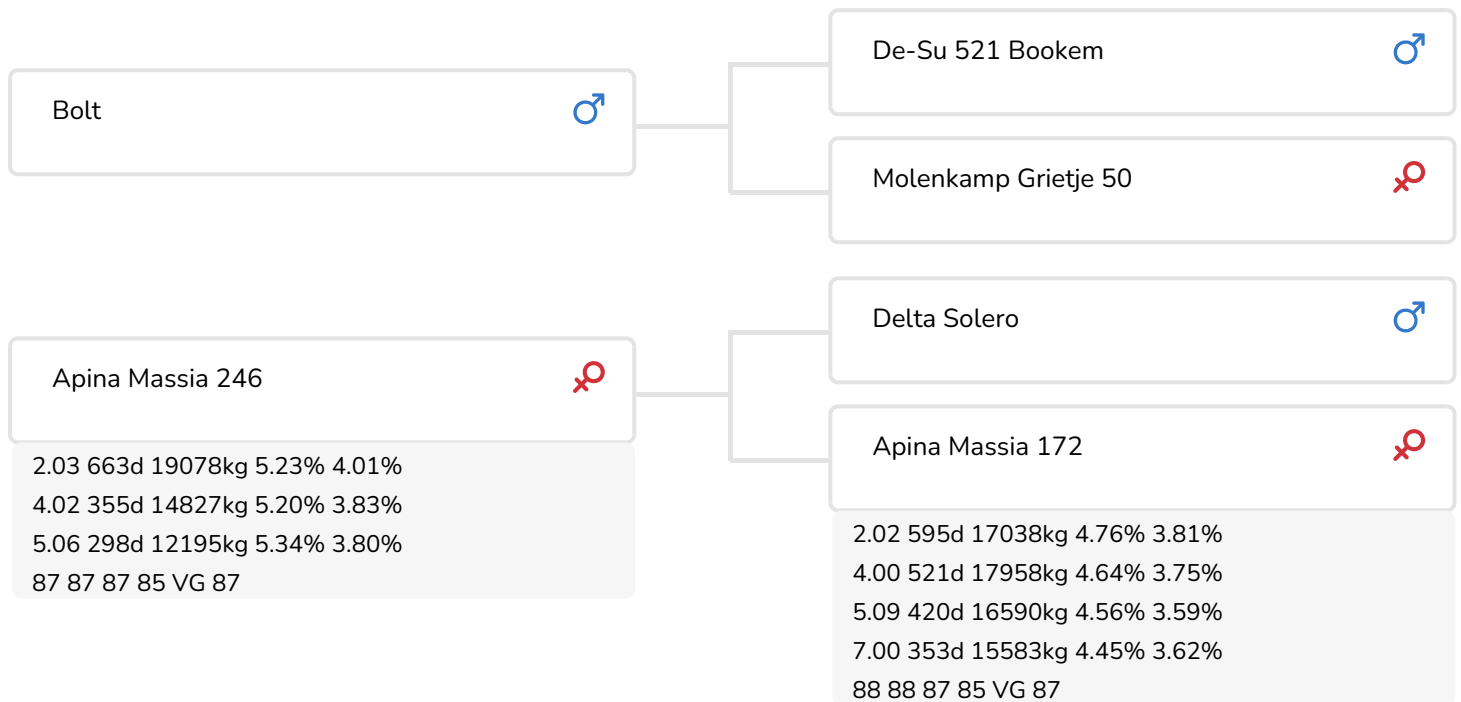 Bolt
De-Su 521 Bookem
Molenkamp Grietje 50
Apina Massia 246
2.03 663d 19078kg 5.23% 4.01%
4.02 355d 14827kg 5.20% 3.83%
5.06 298d 12195kg 5.34% 3.80%
87 87 87 85 VG 87
Delta Solero
Apina Massia 172
2.02 595d 17038kg 4.76% 3.81%
4.00 521d 17958kg 4.64% 3.75%
5.09 420d 16590kg 4.56% 3.59%
7.00 353d 15583kg 4.45% 3.62%
88 88 87 85 VG 87